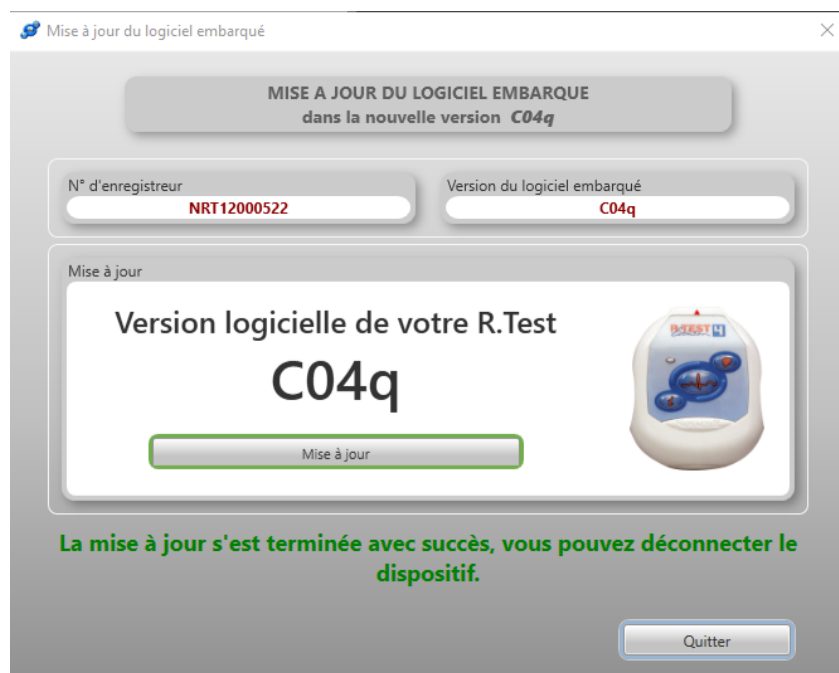 Mise à jour du logiciel embarqué
MISE A JOUR DU LOGICIEL EMBARQUE
dans la nouvelle version C04q
N° d'enregistreur
NRT12000522
Version du logiciel embarqué
C04q
Mise à jour
Version logicielle de votre R.Test
C04q
R.TEST 4
Mise à jour
La mise à jour s'est terminée avec succès, vous pouvez déconnecter le
dispositif.
Quitter